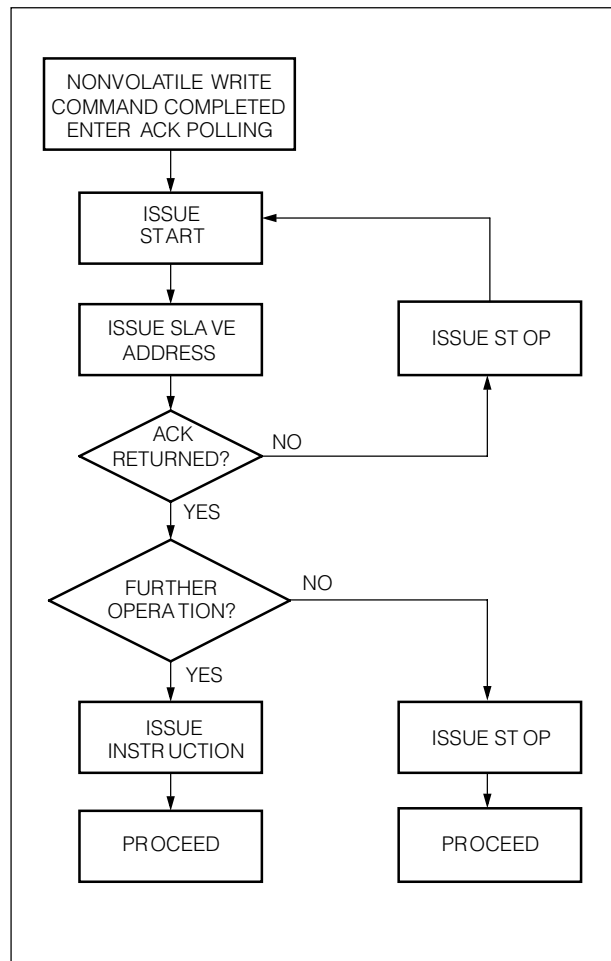 NONVOLATILE WRITE
COMMAND COMPLETED
ENTER ACK POLLING
ISSUE
START
ISSUE SLAVE
ADDRESS
ISSUE STOP
ACK
RETURNED?
NO
YES
FURTHER
OPERATION?
NO
YES
ISSUE
INSTRUCTION
ISSUE STOP
PROCEED
PROCEED